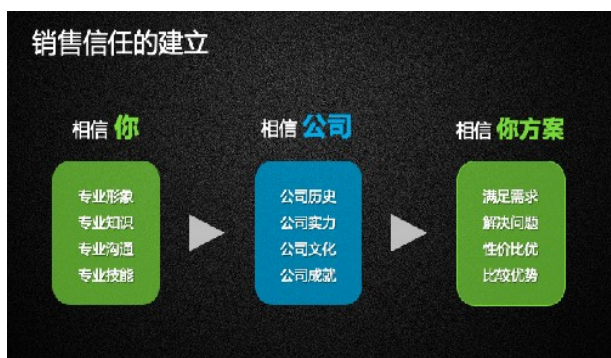 销售信任的建立
相信 你
专业形象
专业知识
专业沟通
专业技能
相信 公司
公司历史
公司实力
公司文化
公司成就
相信 你方案
满足需求
解决问题
性价比优
比较优势